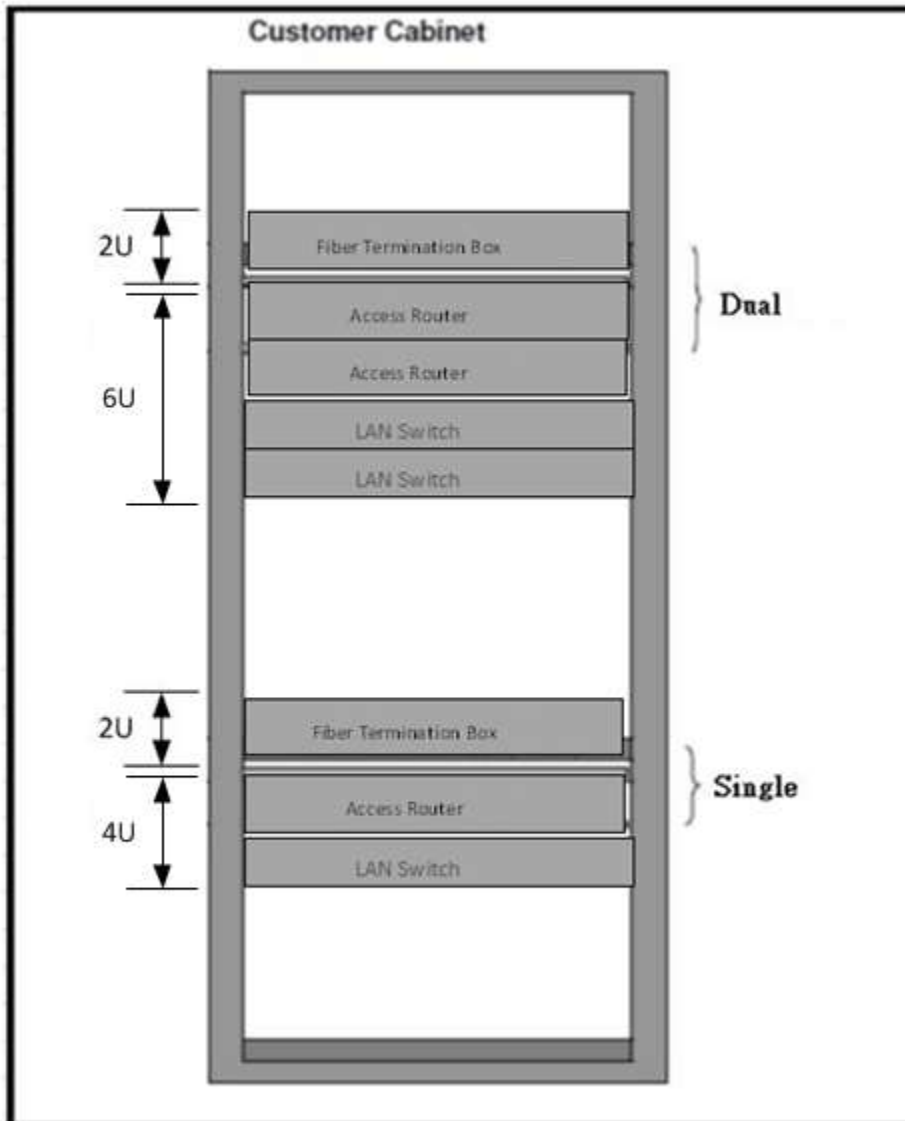 Customer Cabinet
2U
Fiber Termination Box
Dual
Access Router
Access Router
6U
LAN Switch
LAN Switch
2U
Fiber Termination Box
Single
Access Router
4U
LAN Switch